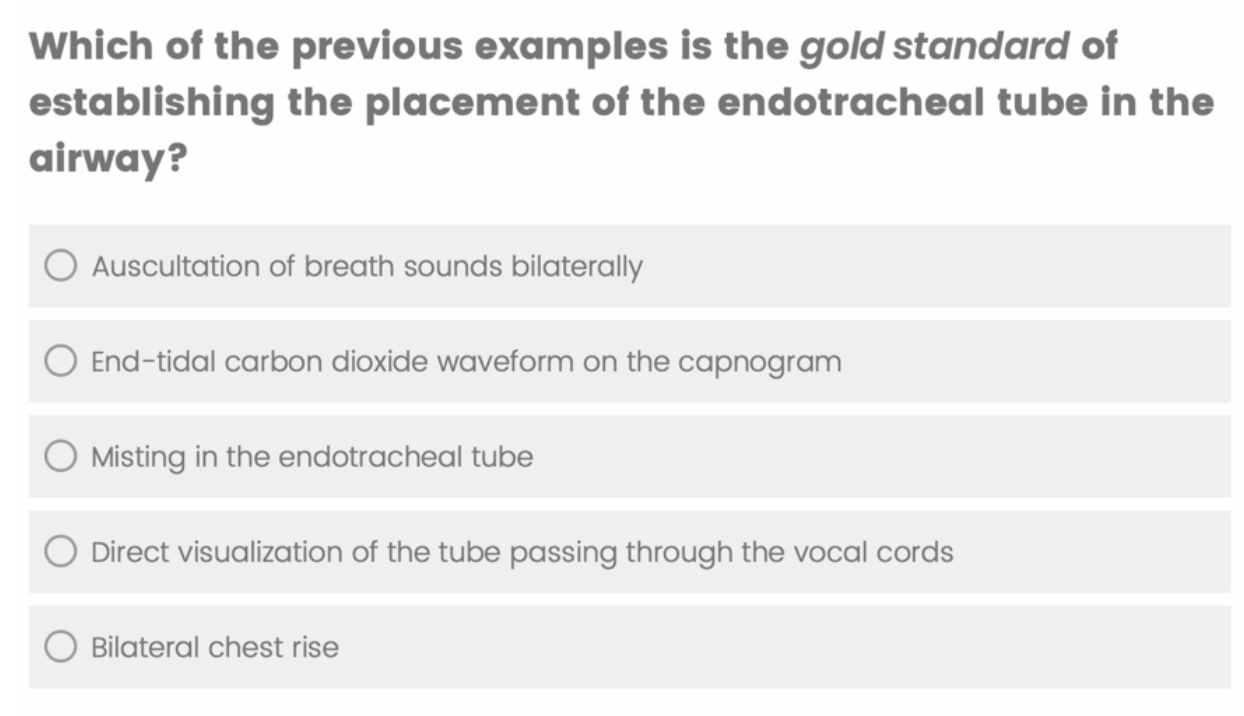 Which of the previous examples is the gold standard of
establishing the placement of the endotracheal tube in the
airway?
Auscultation of breath sounds bilaterally
End-tidal carbon dioxide waveform on the capnogram
Misting in the endotracheal tube
Direct visualization of the tube passing through the vocal cords
Bilateral chest rise